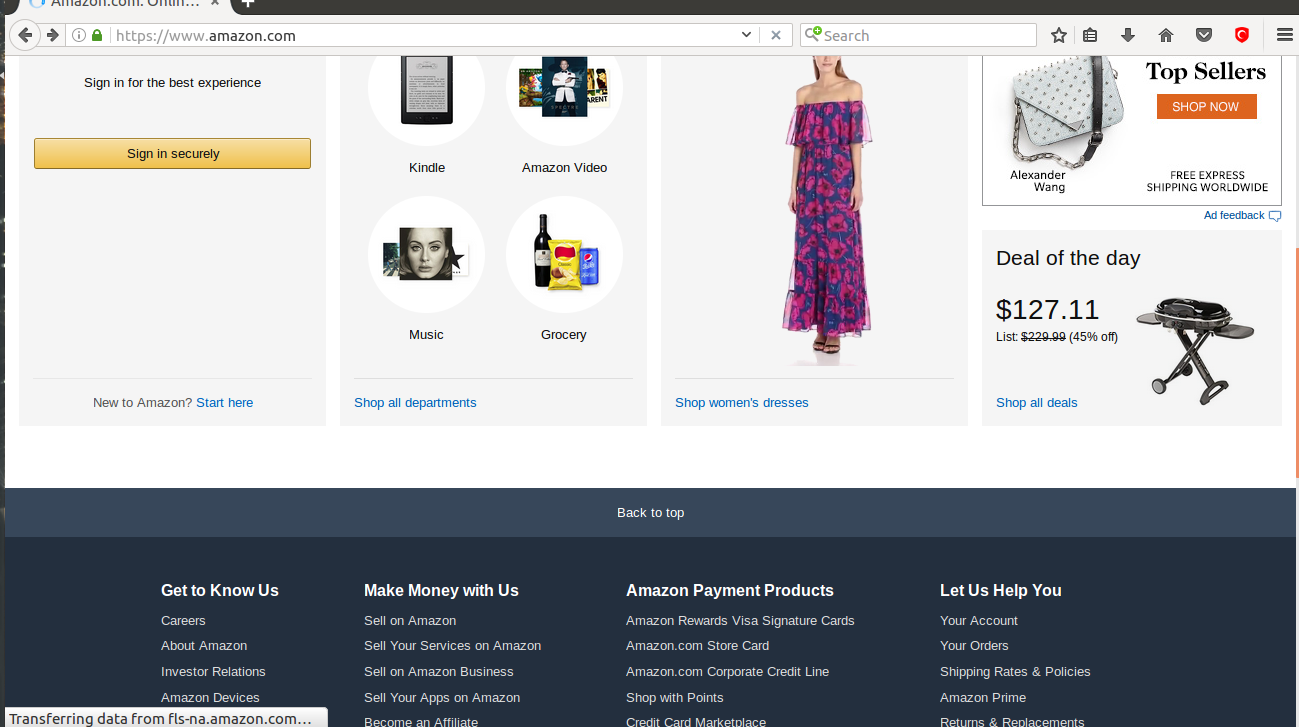 Amazon.com: Onlin...
https://www.amazon.com
Search
Sign in for the best experience
Sign in securely
New to Amazon? Start here
Kindle
Amazon Video
SPECTRE
Music
Grocery
Classic
pepsi
Shop all departments
Shop women's dresses
Top Sellers
SHOP NOW
Alexander
Wang
FREE EXPRESS
SHIPPING WORLDWIDE
Ad feedback
Deal of the day
$127.11
List: $229.99 (45% off)
Shop all deals
Back to top
Get to Know Us
Careers
About Amazon
Investor Relations
Amazon Devices
Make Money with Us
Sell on Amazon
Sell Your Services on Amazon
Sell on Amazon Business
Sell Your Apps on Amazon
Become an Affiliate
Amazon Payment Products
Amazon Rewards Visa Signature Cards
Amazon.com Store Card
Amazon.com Corporate Credit Line
Shop with Points
Credit Card Marketplace
Let Us Help You
Your Account
Your Orders
Shipping Rates & Policies
Amazon Prime
Returns & Replacements
Transferring data from fls-na.amazon.com...